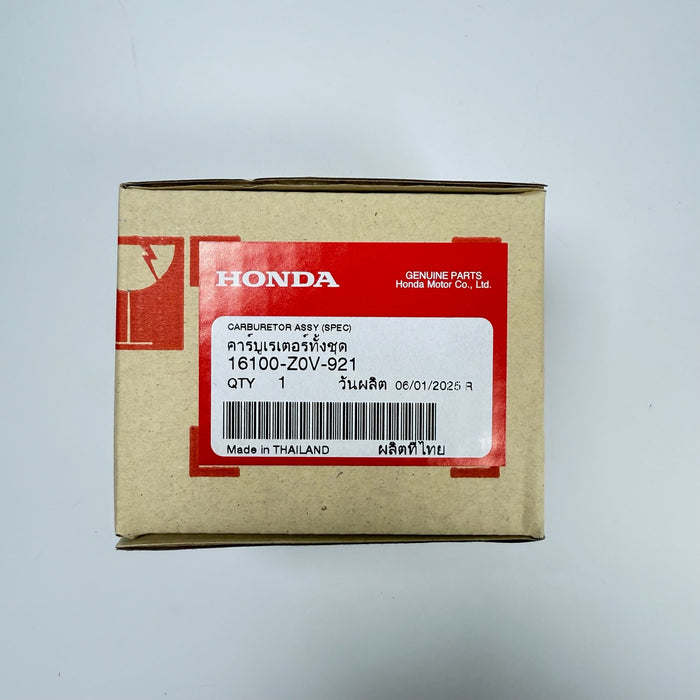 HONDA
GENUINE PARTS
Honda Motor Co., Ltd.
CARBURETOR ASSY (SPEC)
คาร์บูเรเตอร์ทั้งชุด
16100-Z0V-921
QTY 1 วันผลิต 06/01/2025 R
Made in THAILAND ผลิตที่ไทย